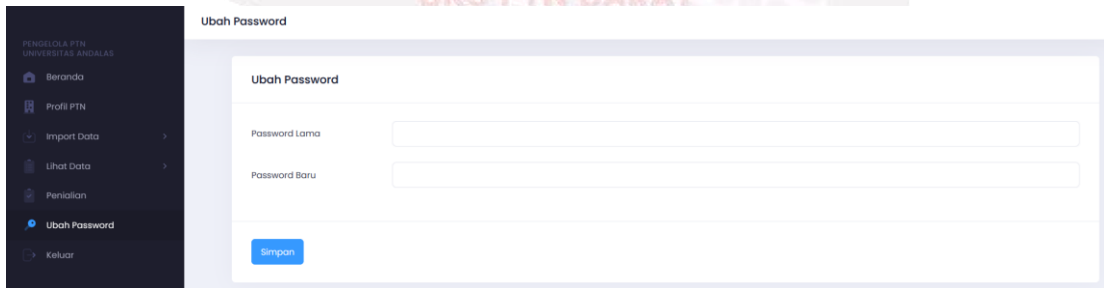 Ubah Password
PENGELOLA PTN
UNIVERSITAS ANDALAS
Beranda
Profil PTN
Import Data
Lihat Data
Penialian
Ubah Password
Keluar
Ubah Password
Password Lama
Password Baru
Simpan